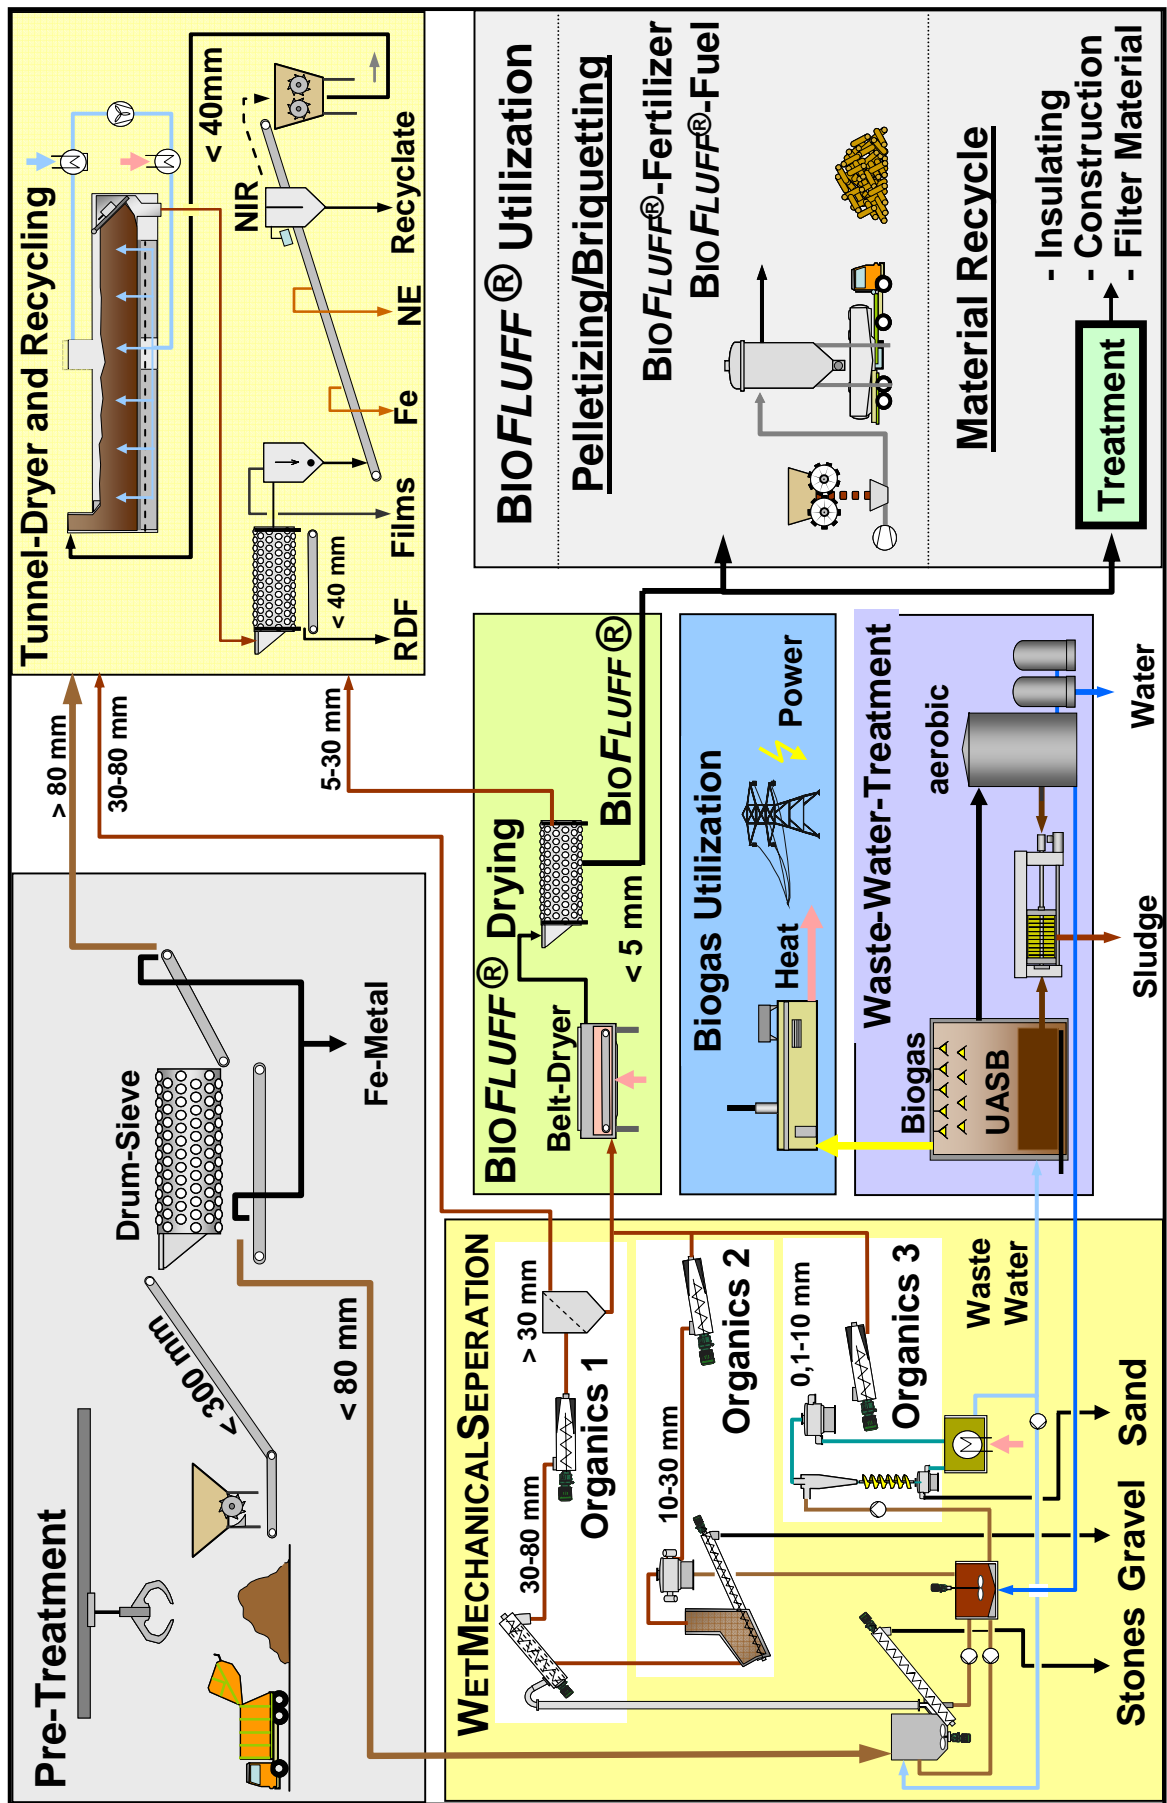 Pre-Treatment
< 300 mm
Drum-Sieve
< 80 mm
Fe-Metal
> 80 mm
30-80 mm
5-30 mm
Tunnel-Dryer and Recycling
< 40mm
NIR
< 40 mm
RDF
Films
Fe
NE
Recyclate
WETMECHANICALSEPERATION
30-80 mm
> 30 mm
Organics 1
10-30 mm
Organics 2
0,1-10 mm
Organics 3
Waste
Water
Stones
Gravel
Sand
BIOFLUFF® Drying
Belt-Dryer
< 5 mm
BIOFLUFF®
Biogas Utilization
Heat
Power
Waste-Water-Treatment
Biogas
UASB
aerobic
Sludge
Water
BIOFLUFF® Utilization
Pelletizing/Briquetting
BIOFLUFF®-Fertilizer
BIOFLUFF®-Fuel
Material Recycle
Treatment
- Insulating
- Construction
- Filter Material